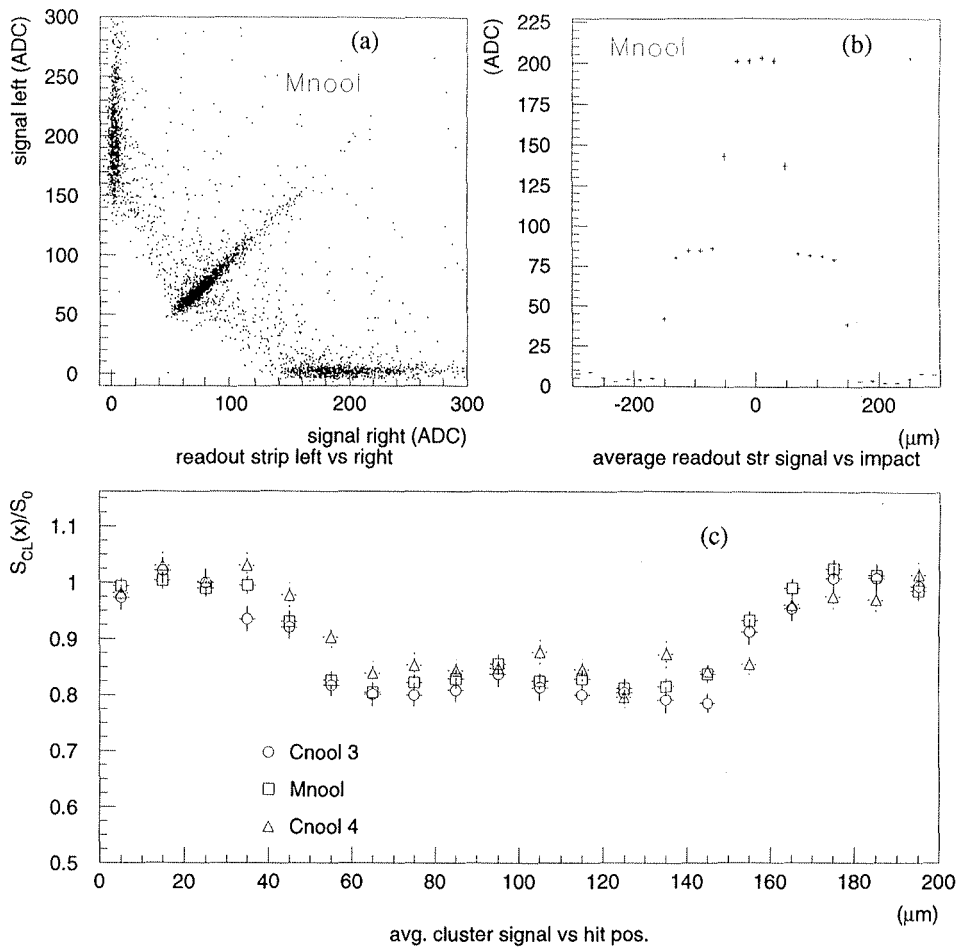 (a)
Mnool
signal left (ADC)
300
250
200
150
100
50
0
0
100
200
300
signal right (ADC)
readout strip left vs right
(b)
Mnool
(ADC)
225
200
175
150
125
100
75
50
25
0
-200
0
200
(µm)
average readout str signal vs impact
(c)
S_CL(x)/S_0
1.1
1
0.9
0.8
0.7
0.6
0.5
Cnool 3
Mnool
Cnool 4
0
20
40
60
80
100
120
140
160
180
200
(µm)
avg. cluster signal vs hit pos.